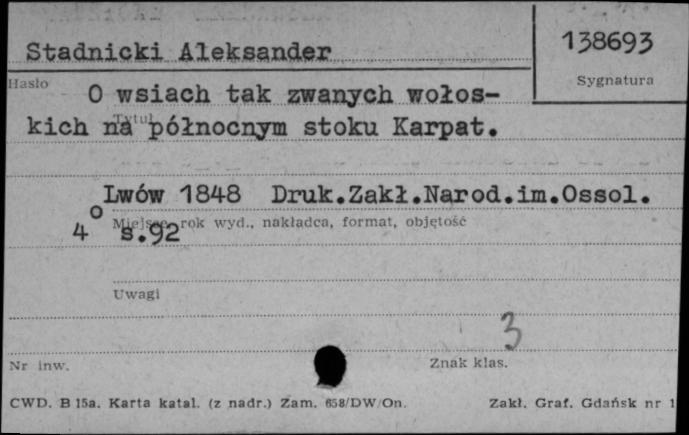 138693
Stadnicki Aleksander
Hasło
Sygnatura
O wsiach tak zwanych wołos-
kich na północnym stoku Karpat.
Tytuł
Lwów 1848 Druk.Zakł.Narod.im.Ossol.
4° s.92
Miejsce, rok wyd., nakładca, format, objętość
Uwagi
3
Nr inw.
Znak klas.
CWD. B 15a. Karta katal. (z nadr.) Zam. 658/DW/On.
Zakł. Graf. Gdańsk nr 1